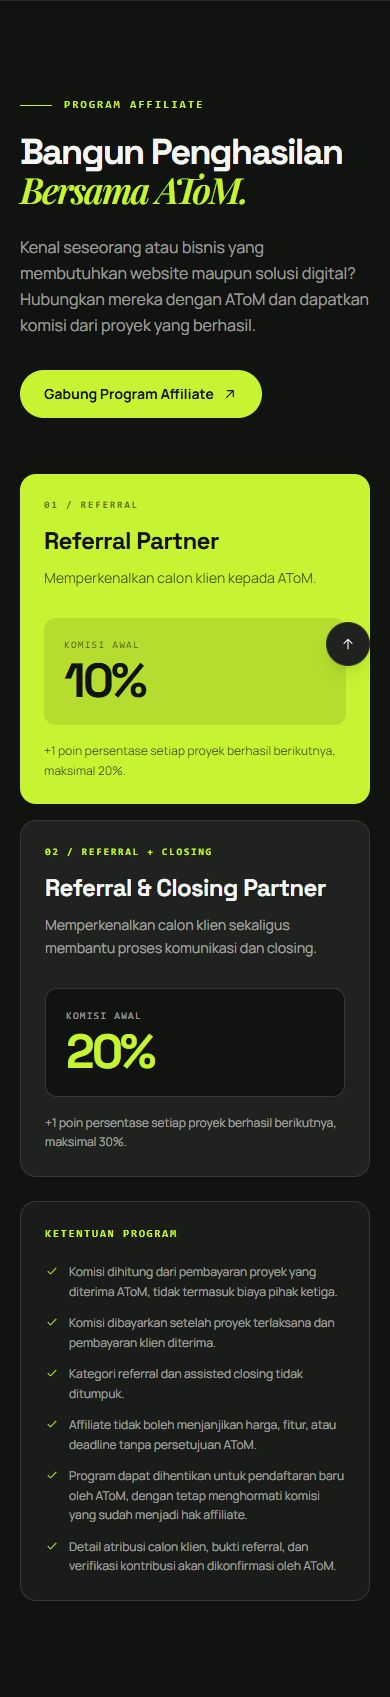 PROGRAM AFFILIATE
Bangun Penghasilan
Bersama AToM.
Kenal seseorang atau bisnis yang
membutuhkan website maupun solusi digital?
Hubungkan mereka dengan AToM dan dapatkan
komisi dari proyek yang berhasil.
Gabung Program Affiliate
01 / REFERRAL
Referral Partner
Memperkenalkan calon klien kepada AToM.
KOMISI AWAL
10%
+1 poin persentase setiap proyek berhasil berikutnya,
maksimal 20%.
02 / REFERRAL + CLOSING
Referral & Closing Partner
Memperkenalkan calon klien sekaligus
membantu proses komunikasi dan closing.
KOMISI AWAL
20%
+1 poin persentase setiap proyek berhasil berikutnya,
maksimal 30%.
KETENTUAN PROGRAM
Komisi dihitung dari pembayaran proyek yang
diterima AToM, tidak termasuk biaya pihak ketiga.
Komisi dibayarkan setelah proyek terlaksana dan
pembayaran klien diterima.
Kategori referral dan assisted closing tidak
ditumpuk.
Affiliate tidak boleh menjanjikan harga, fitur, atau
deadline tanpa persetujuan AToM.
Program dapat dihentikan untuk pendaftaran baru
oleh AToM, dengan tetap menghormati komisi
yang sudah menjadi hak affiliate.
Detail atribusi calon klien, bukti referral, dan
verifikasi kontribusi akan dikonfirmasi oleh AToM.